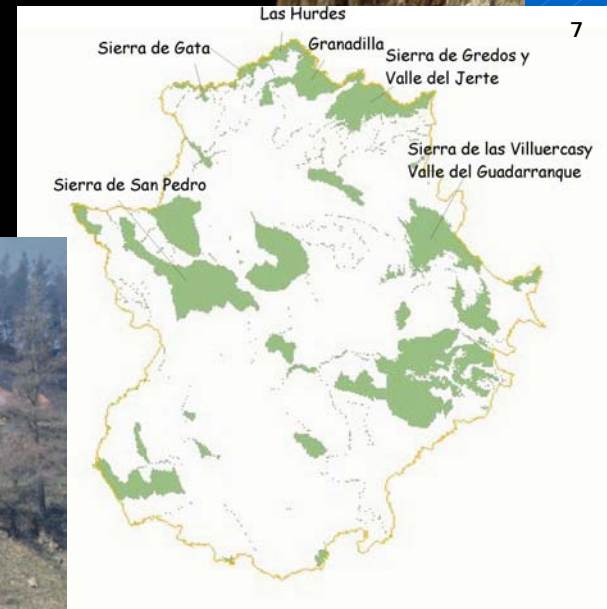 7
Las Hurdes
Sierra de Gata
Granadilla
Sierra de Gredos y
Valle del Jerte
Sierra de las Villuercasy
Valle del Guadarranque
Sierra de San Pedro